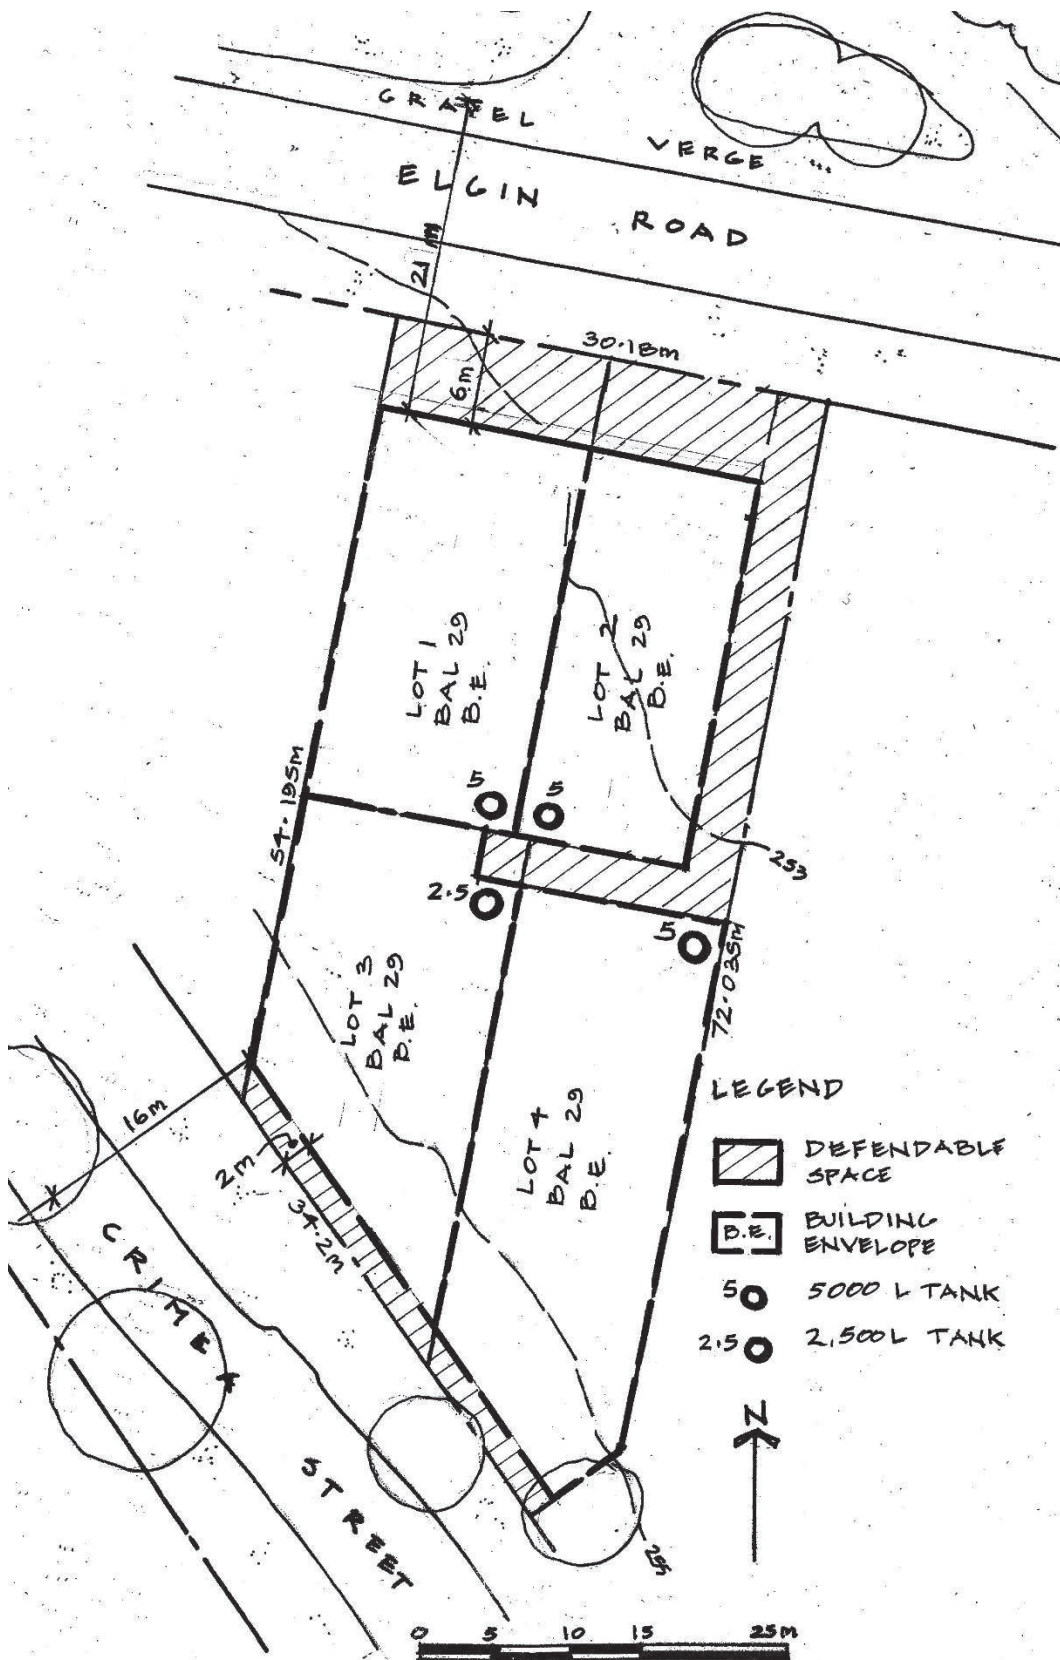 GRAVEL
VERGE
ELGIN ROAD
21 m
30·18m
6m
LOT 1
BAL 29
B.E.
LOT 2
BAL 29
B.E.
54·195m
5
5
2·5
5
253
72·035m
LOT 3
BAL 29
B.E.
LOT 4
BAL 29
B.E.
16m
2m
34·2m
CRIMEA
STREET
LEGEND
DEFENDABLE
SPACE
B.E.
BUILDING
ENVELOPE
5
5000 L TANK
2·5
2,500L TANK
N
0 5 10 15 25m